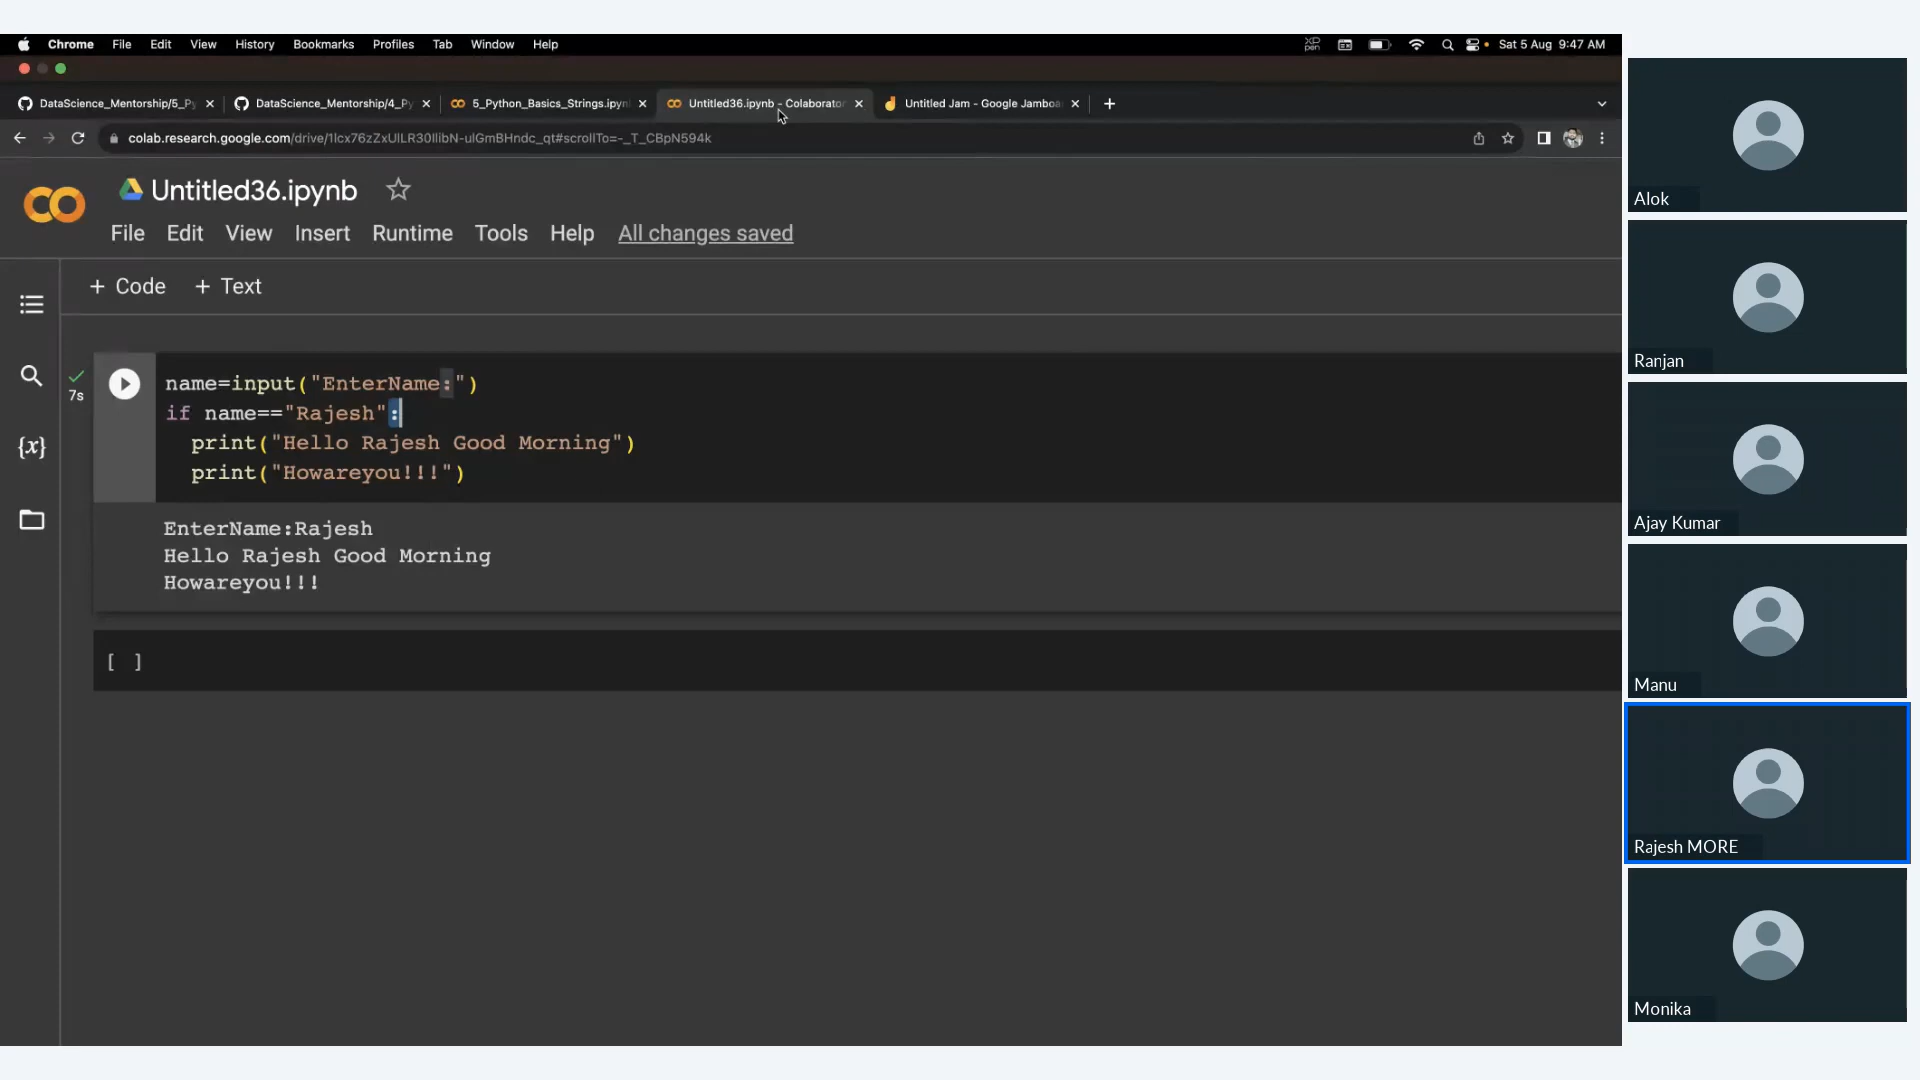 Chrome File Edit View History Bookmarks Profiles Tab Window Help
XP pen Sat 5 Aug 9:47 AM
DataScience_Mentorship/5_Py DataScience_Mentorship/4_Py 5_Python_Basics_Strings.ipyn Untitled36.ipynb - Colaborator Untitled Jam - Google Jamboa
colab.research.google.com/drive/1lcx76zZxUlLR30IlibN-ulGmBHndc_qt#scrollTo=-_T_CBpN594k
Untitled36.ipynb
File Edit View Insert Runtime Tools Help All changes saved
+ Code + Text
{x}
7s
name=input("EnterName:")
if name=="Rajesh":
print("Hello Rajesh Good Morning")
print("Howareyou!!!")
EnterName:Rajesh
Hello Rajesh Good Morning
Howareyou!!!
[ ]
Alok
Ranjan
Ajay Kumar
Manu
Rajesh MORE
Monika